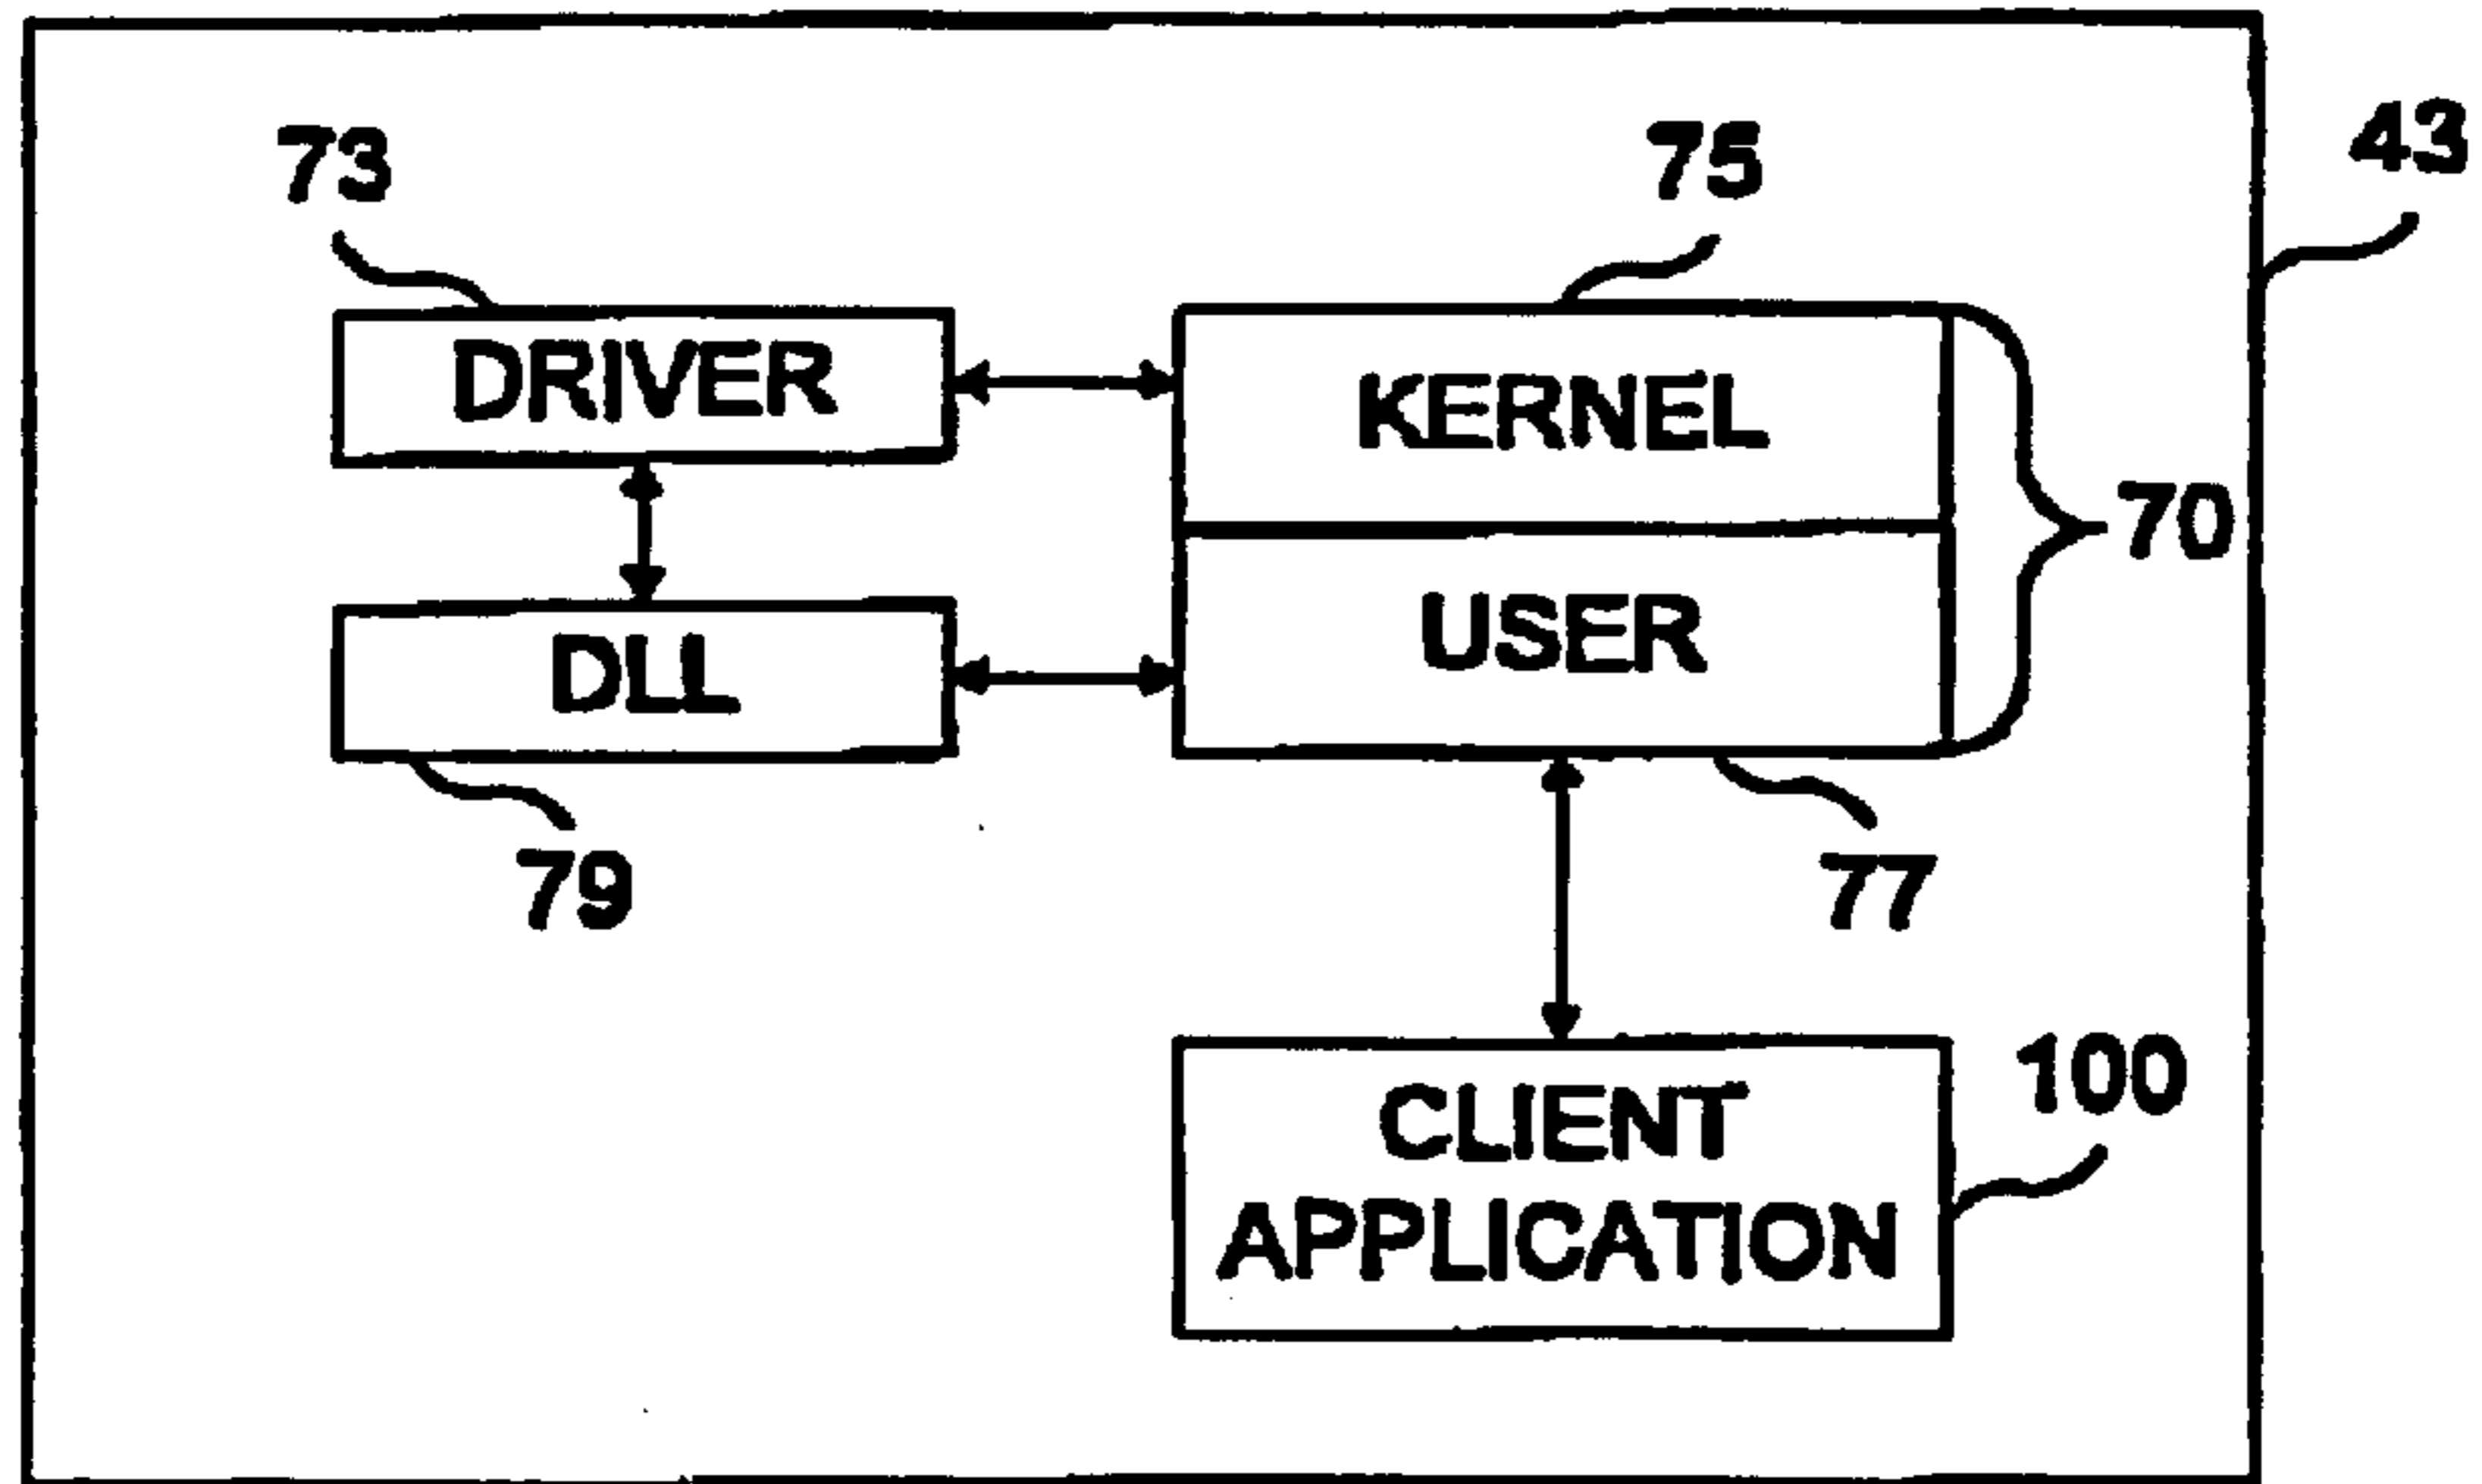 73
75
43
DRIVER
KERNEL
70
USER
DLL
79
77
100
CLIENT
APPLICATION